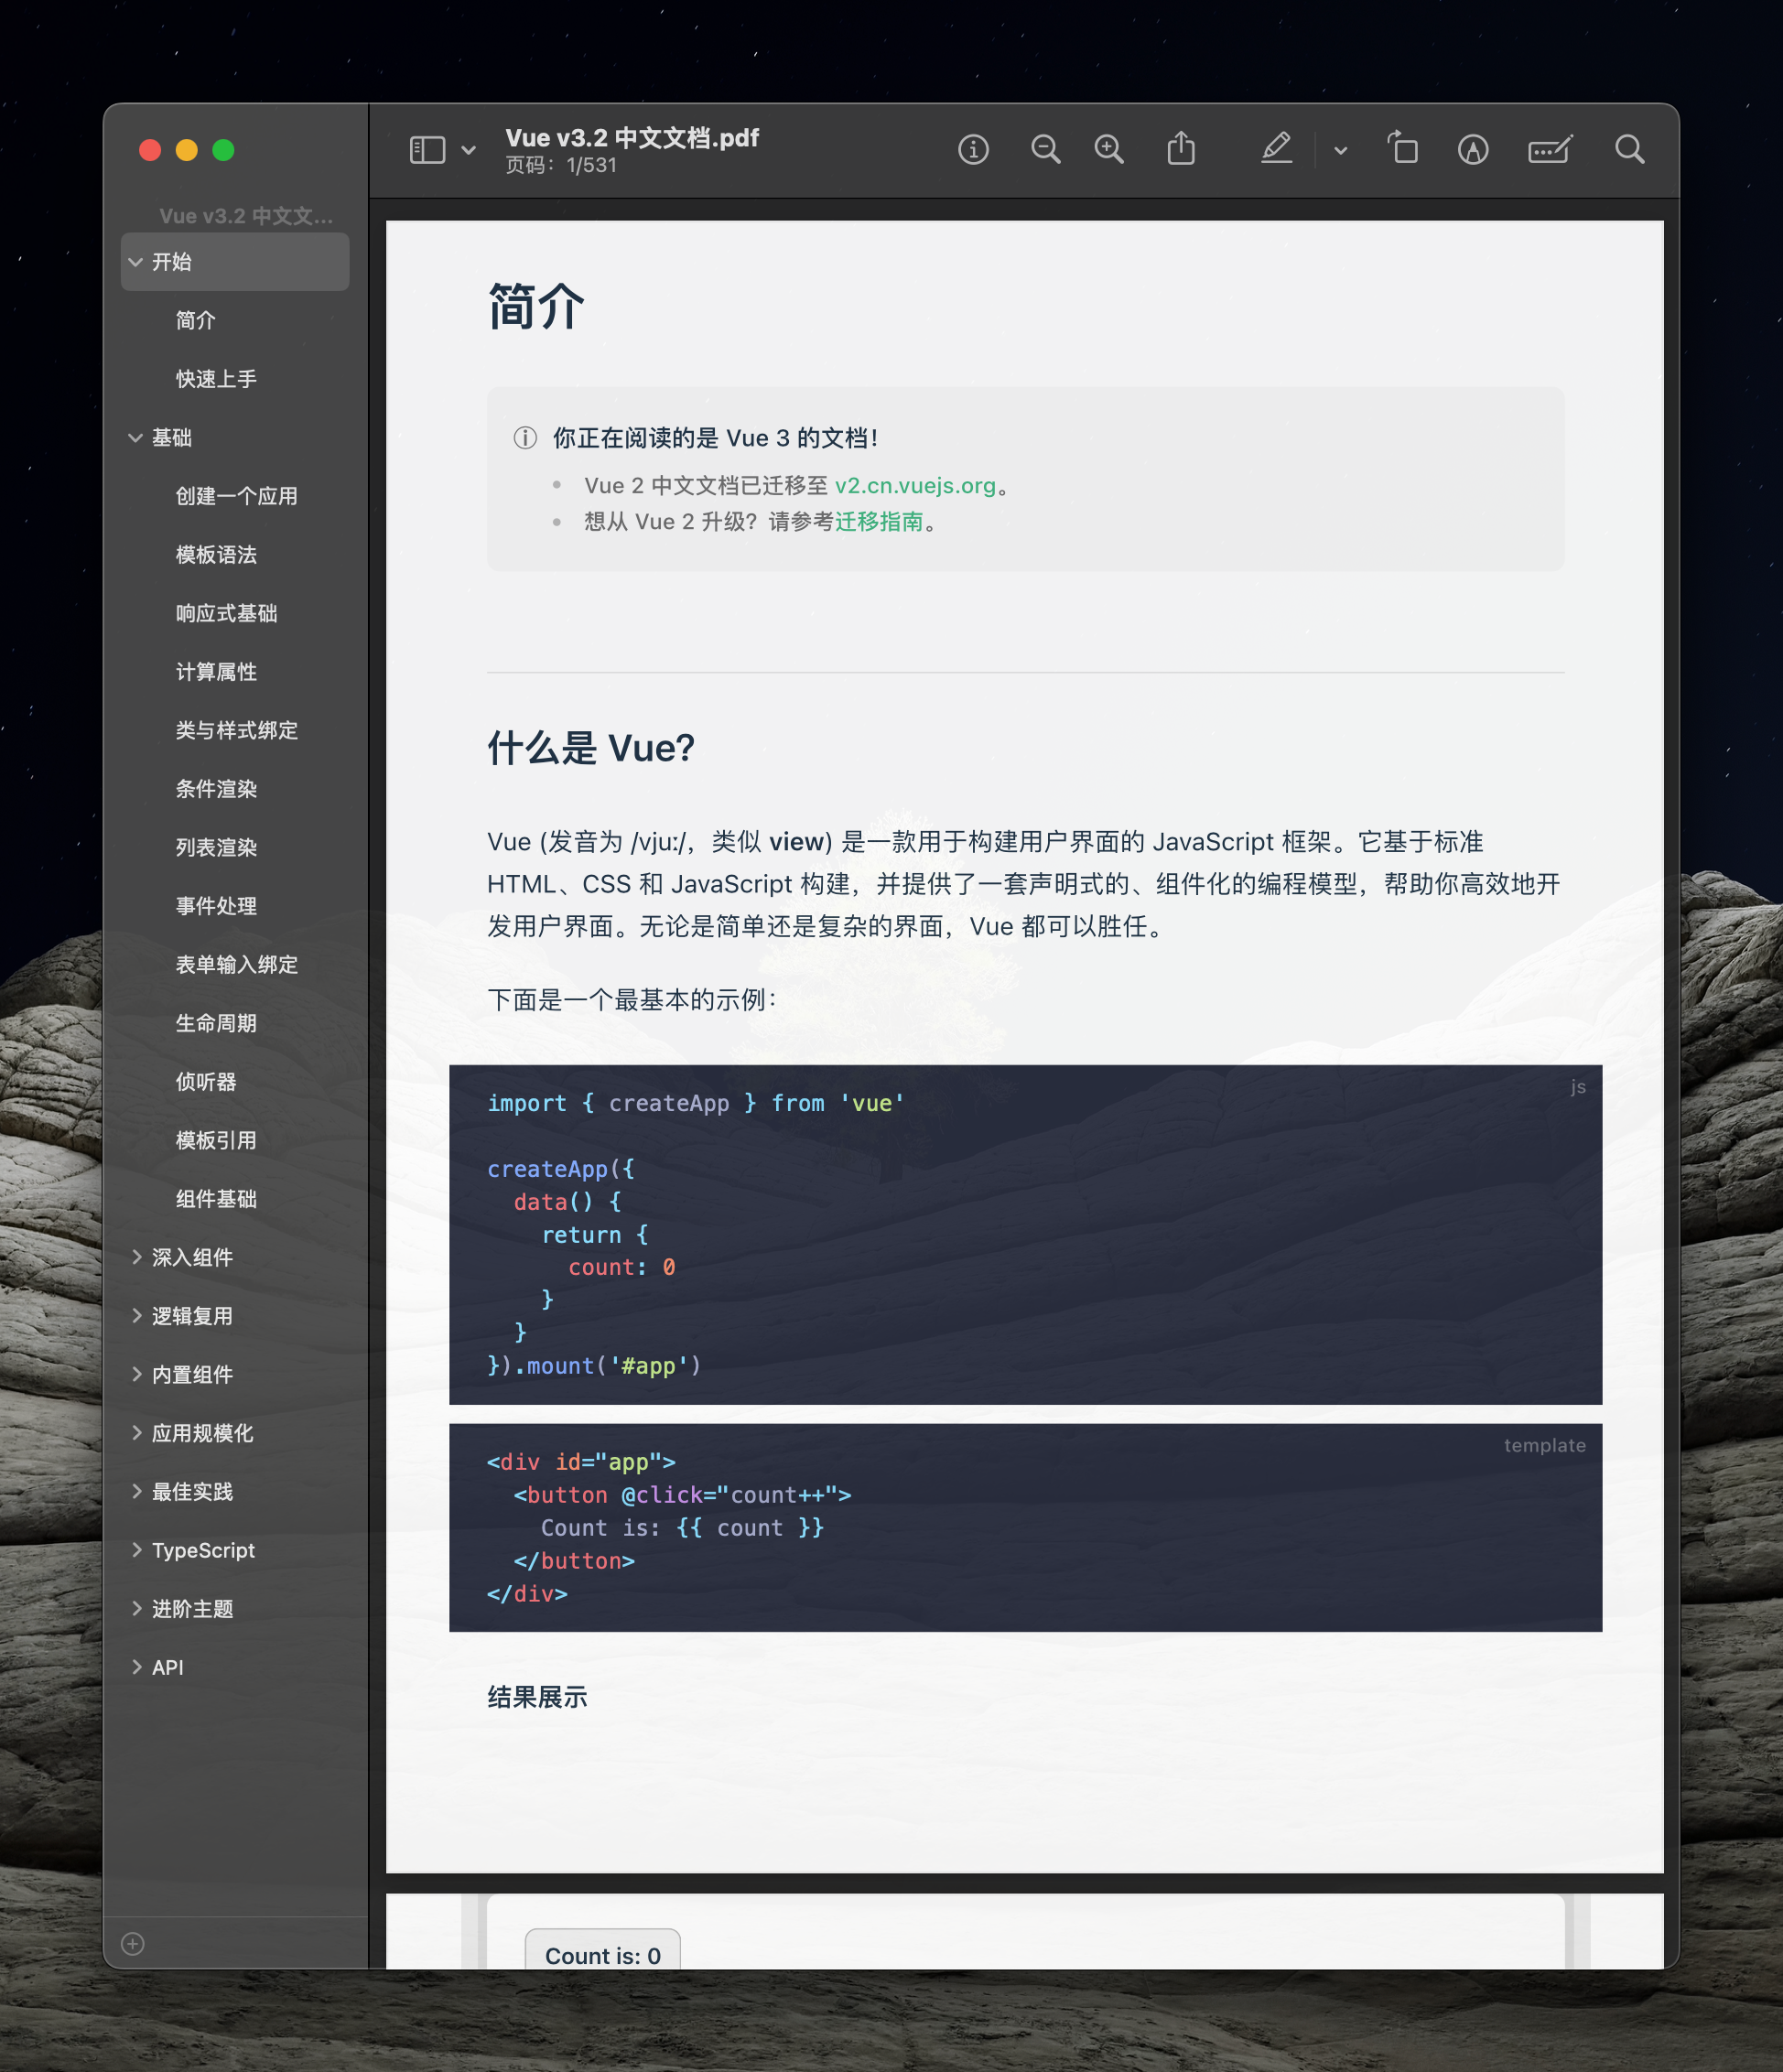 Vue v3.2 中文文档.pdf
页码：1/531
Vue v3.2 中文文...
开始
简介
快速上手
基础
创建一个应用
模板语法
响应式基础
计算属性
类与样式绑定
条件渲染
列表渲染
事件处理
表单输入绑定
生命周期
侦听器
模板引用
组件基础
深入组件
逻辑复用
内置组件
应用规模化
最佳实践
TypeScript
进阶主题
API
简介
你正在阅读的是 Vue 3 的文档！
Vue 2 中文文档已迁移至 v2.cn.vuejs.org。
想从 Vue 2 升级？请参考迁移指南。
什么是 Vue?
Vue (发音为 /vjuː/，类似 view) 是一款用于构建用户界面的 JavaScript 框架。它基于标准
HTML、CSS 和 JavaScript 构建，并提供了一套声明式的、组件化的编程模型，帮助你高效地开
发用户界面。无论是简单还是复杂的界面，Vue 都可以胜任。
下面是一个最基本的示例：
js
import { createApp } from 'vue'
createApp({
  data() {
    return {
      count: 0
    }
  }
}).mount('#app')
template
<div id="app">
  <button @click="count++">
    Count is: {{ count }}
  </button>
</div>
结果展示
Count is: 0